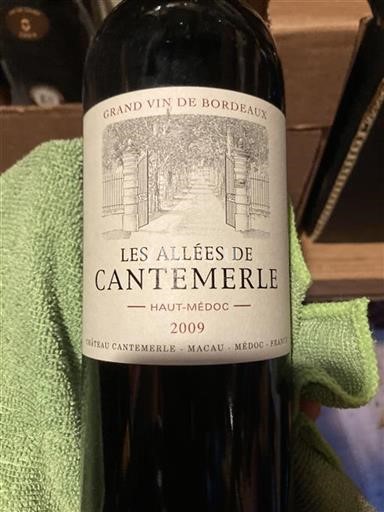 GRAND VIN DE BORDEAUX
LES ALLÉES DE
CANTEMERLE
HAUT-MÉDOC
2009
CHÂTEAU CANTEMERLE - MACAU - MÉDOC - FRANCE